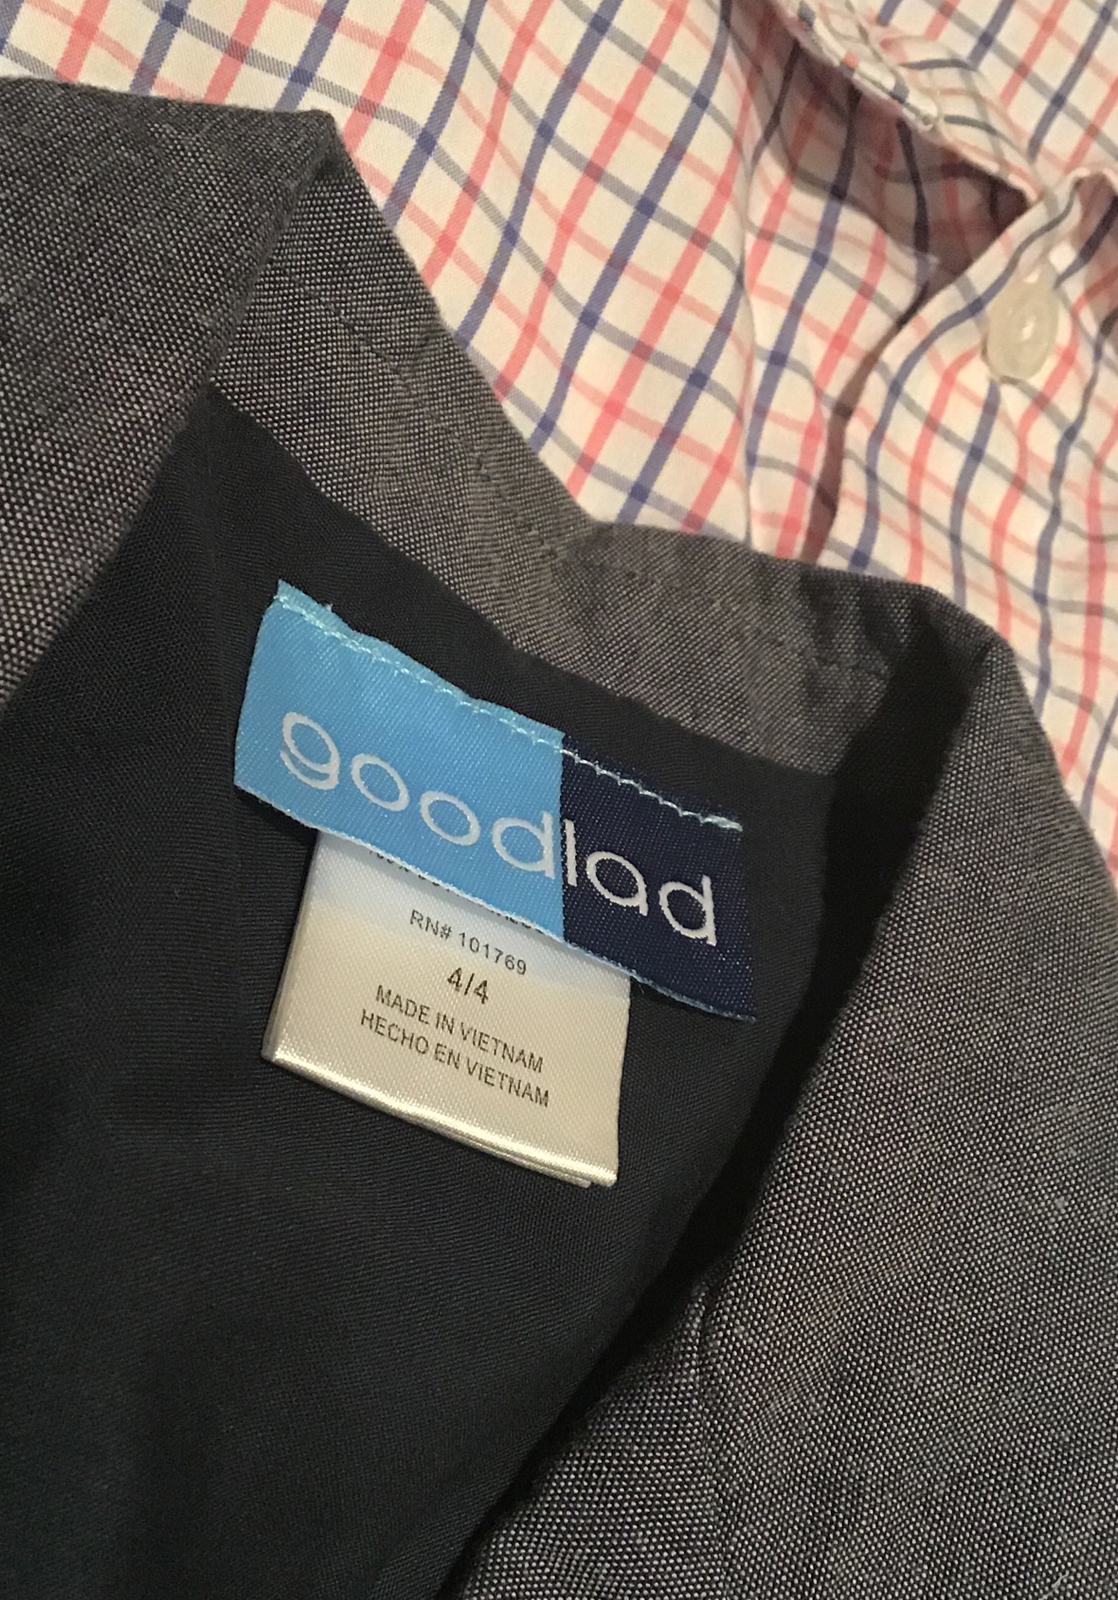 goodlad
RN# 101769
4/4
MADE IN VIETNAM
HECHO EN VIETNAM